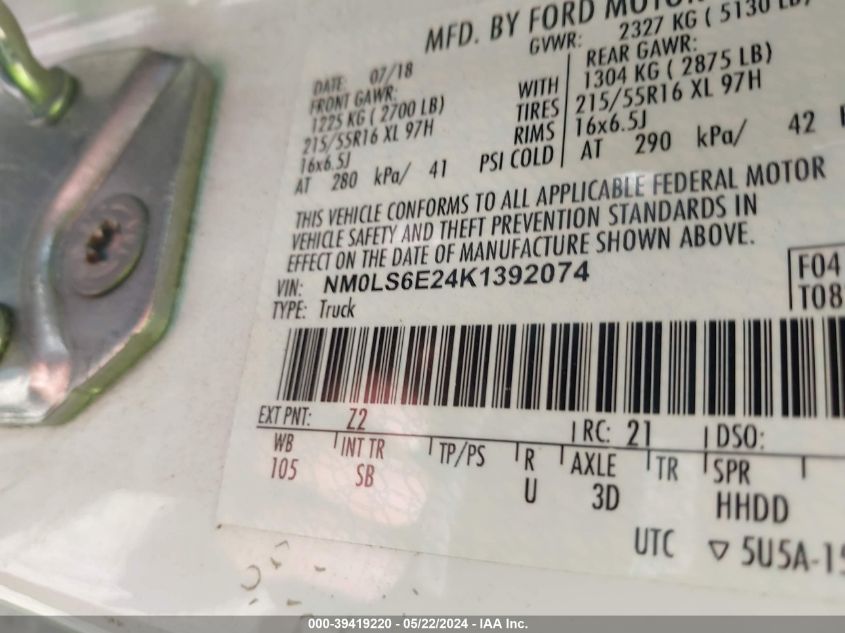 MFD. BY FORD MOTOR
GVWR: 2327 KG ( 5130 LB)
DATE: 07/18
FRONT GAWR:
1225 KG ( 2700 LB)
215/55R16 XL 97H
16x6.5J
AT 280 kPa/ 41
WITH
TIRES
RIMS
PSI COLD
REAR GAWR:
1304 KG ( 2875 LB)
215/55R16 XL 97H
16x6.5J
AT 290 kPa/ 42
THIS VEHICLE CONFORMS TO ALL APPLICABLE FEDERAL MOTOR
VEHICLE SAFETY AND THEFT PREVENTION STANDARDS IN
EFFECT ON THE DATE OF MANUFACTURE SHOWN ABOVE.
VIN: NM0LS6E24K1392074
TYPE: Truck
F04
T08
EXT PNT: Z2
RC: 21 DSO:
WB INT TR TP/PS R AXLE TR SPR
105 SB U 3D HHDD
UTC ▽ 5U5A-15
000-39419220 - 05/22/2024 - IAA Inc.